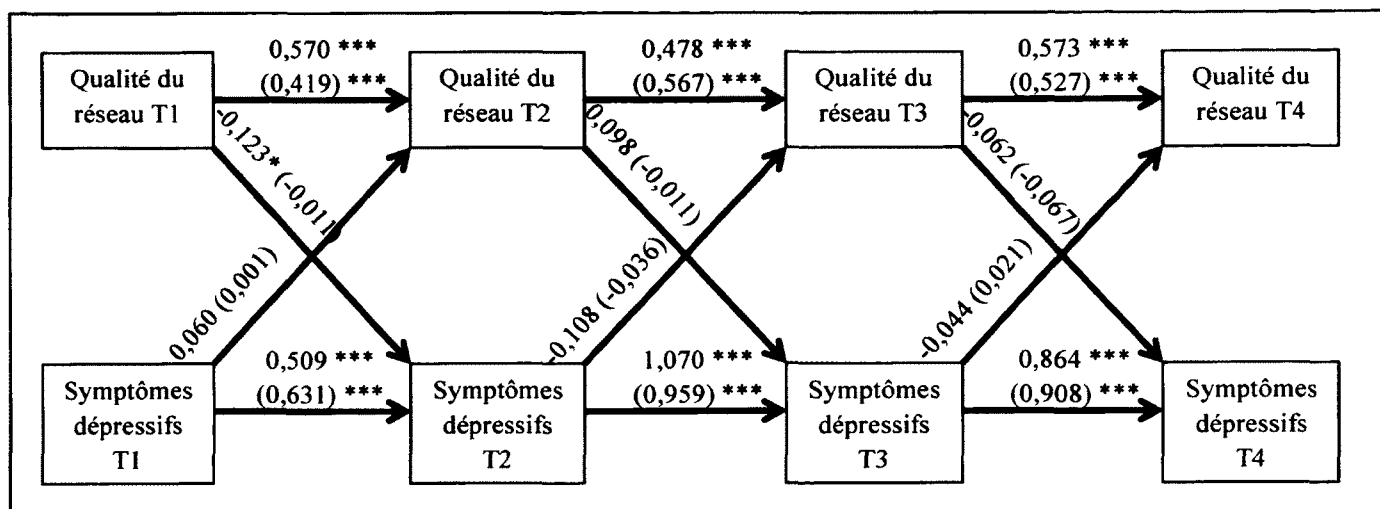 0,570 ***
(0,419) ***
0,478 ***
(0,567) ***
0,573 ***
(0,527) ***
Qualité du
réseau T1
Qualité du
réseau T2
Qualité du
réseau T3
Qualité du
réseau T4
-0,123* (-0,011)
0,060 (0,001)
0,098 (-0,011)
-0,108 (-0,036)
-0,062 (-0,067)
-0,044 (0,021)
0,509 ***
(0,631) ***
1,070 ***
(0,959) ***
0,864 ***
(0,908) ***
Symptômes
dépressifs
T1
Symptômes
dépressifs
T2
Symptômes
dépressifs
T3
Symptômes
dépressifs
T4